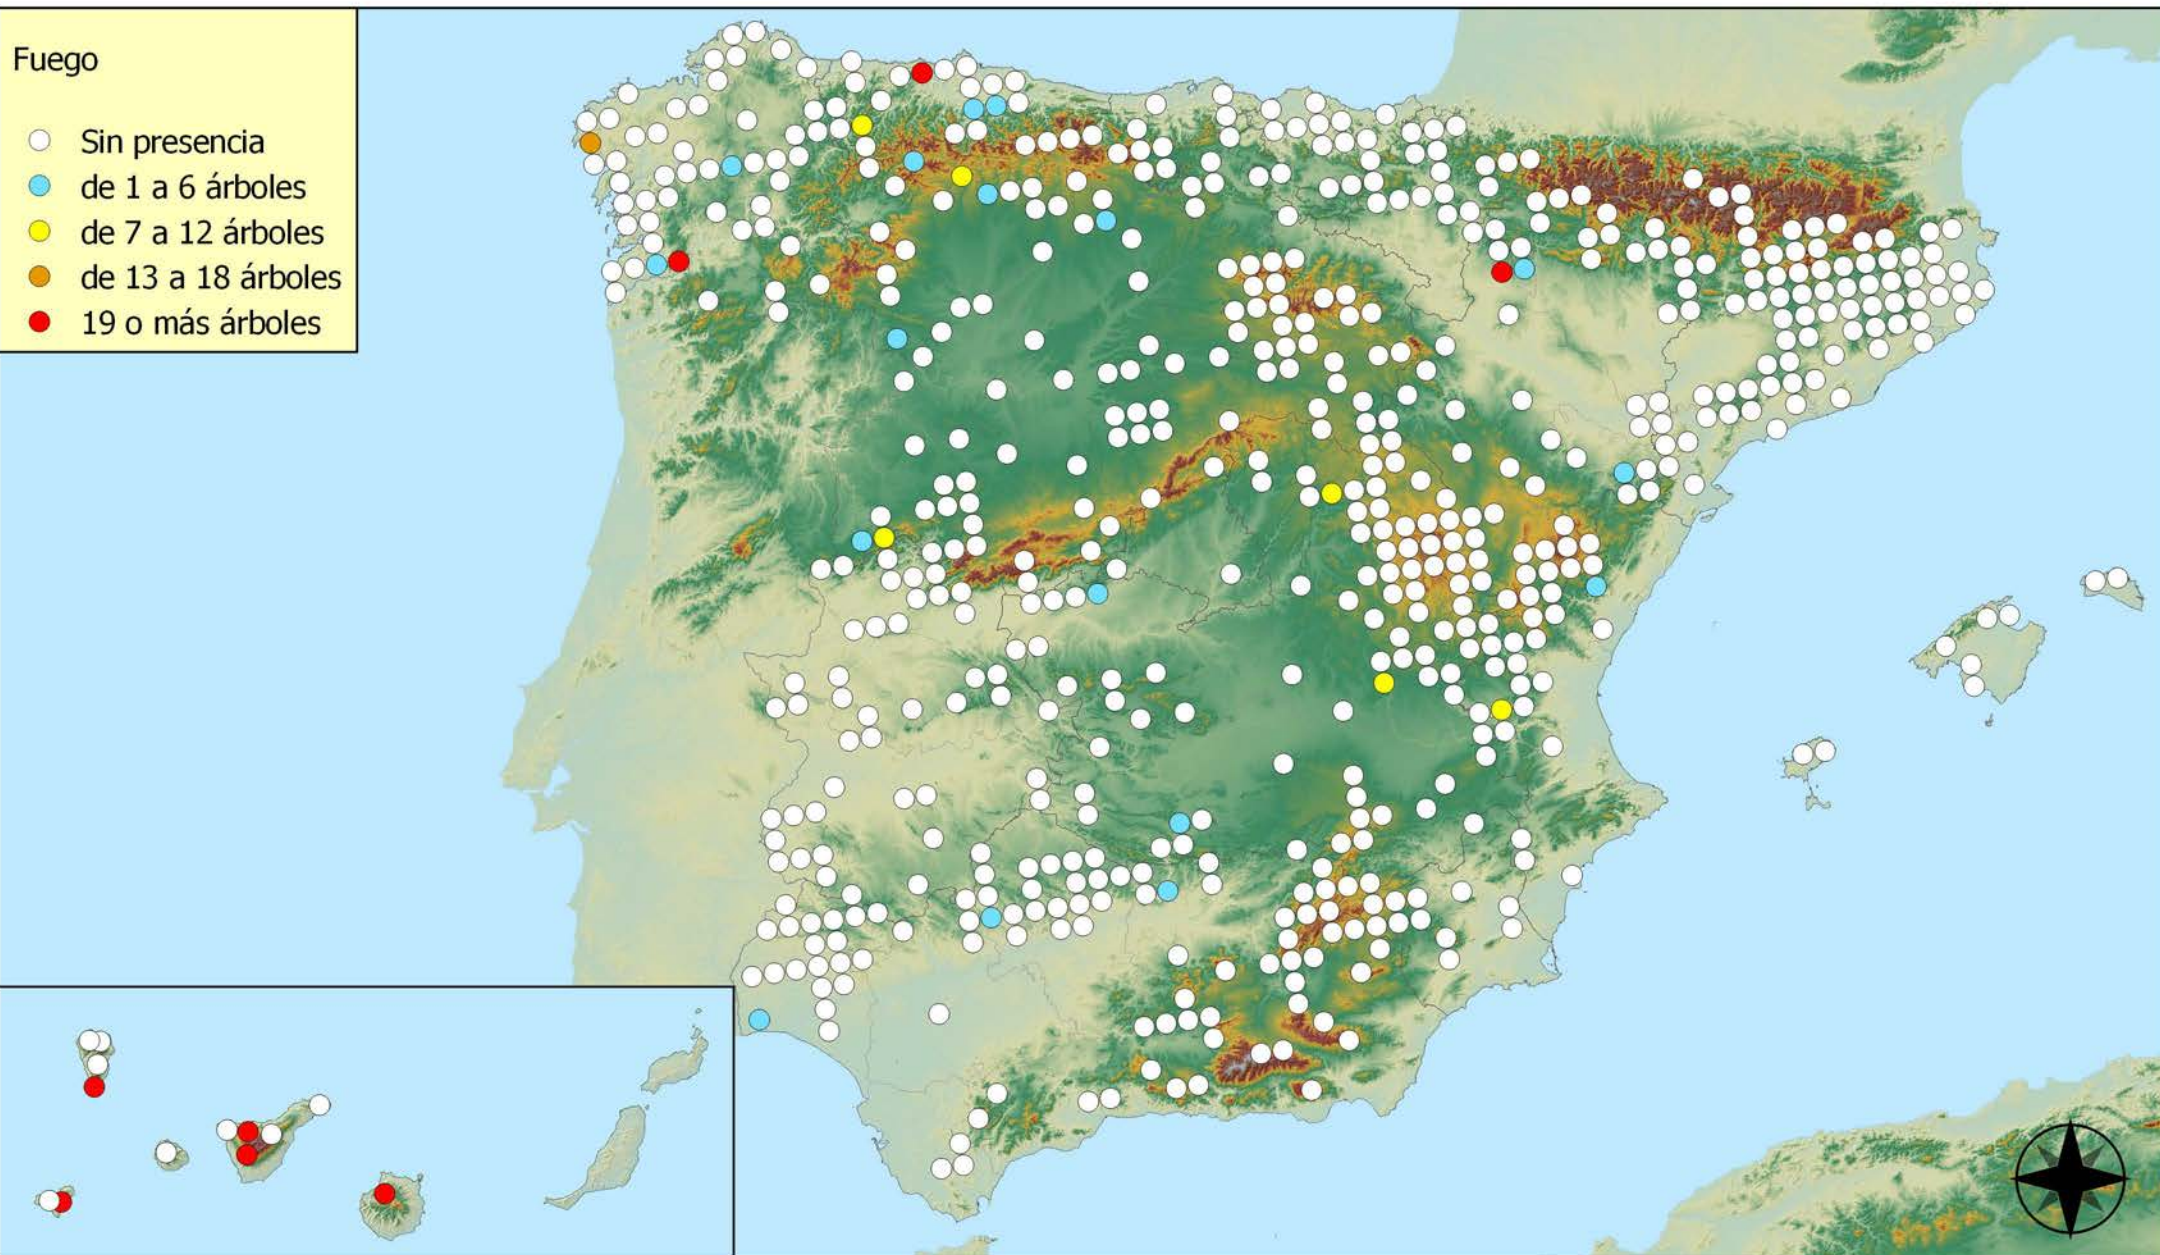 Fuego
Sin presencia
de 1 a 6 árboles
de 7 a 12 árboles
de 13 a 18 árboles
19 o más árboles